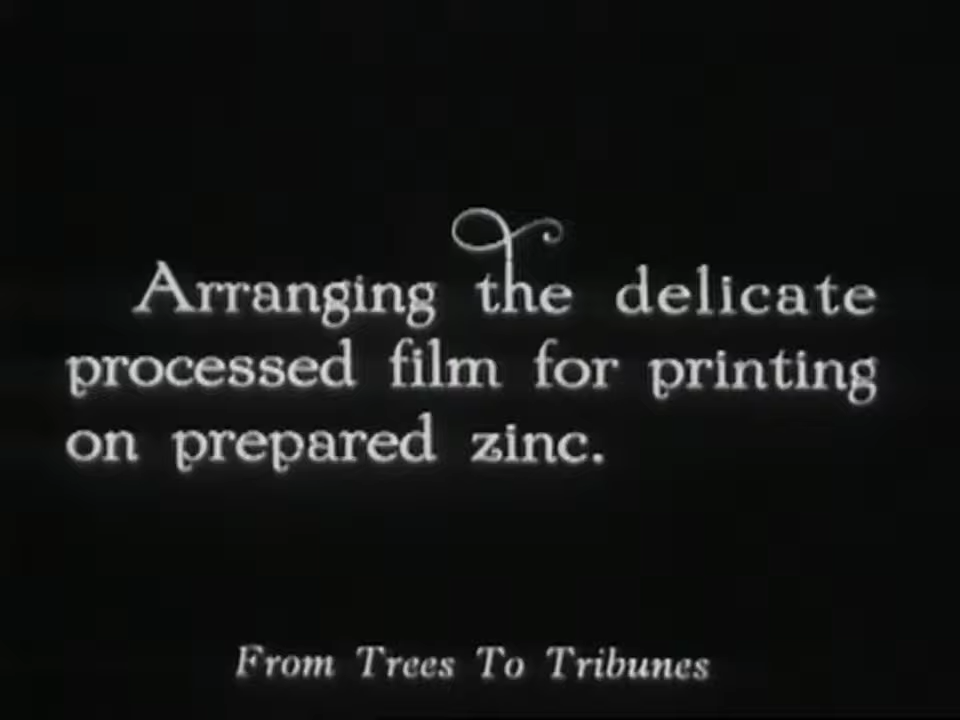 Arranging the delicate
processed film for printing
on prepared zinc.
From Trees To Tribunes